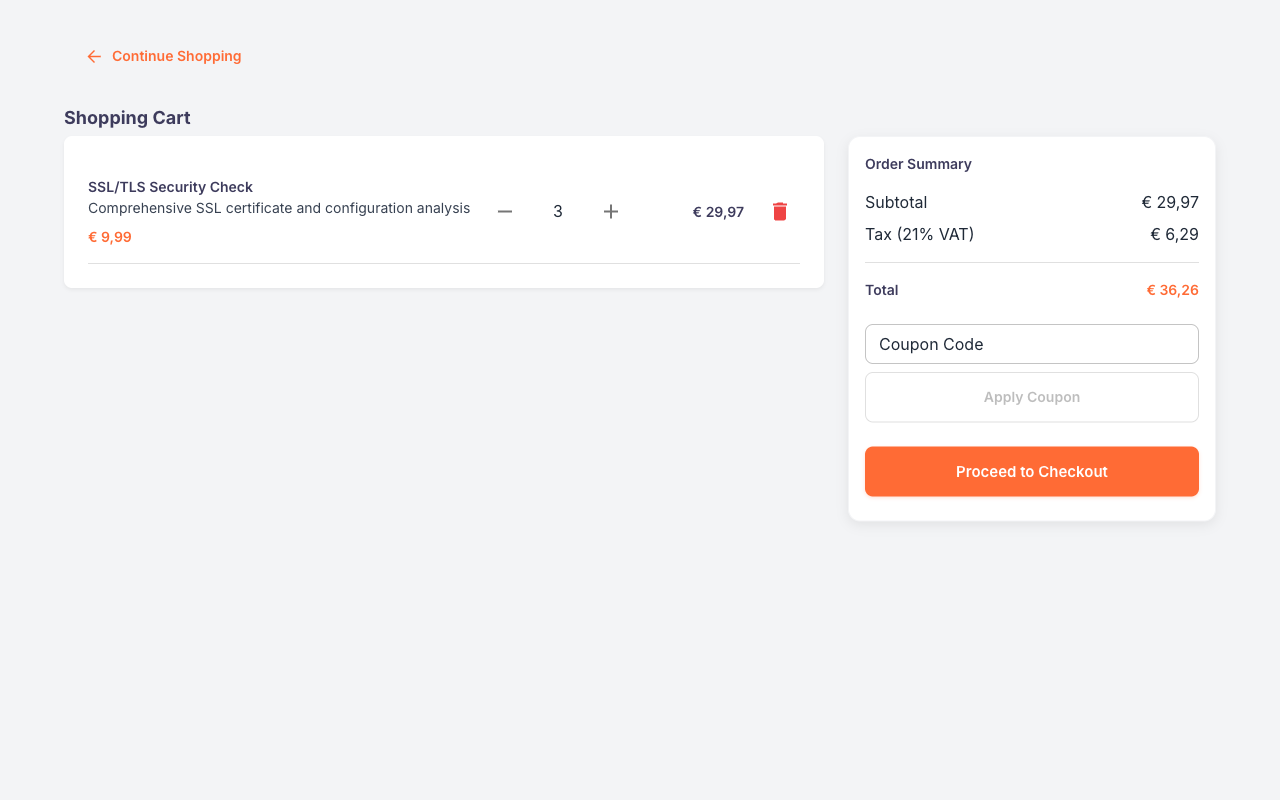 Continue Shopping
Shopping Cart
SSL/TLS Security Check
Comprehensive SSL certificate and configuration analysis
€ 9,99
3
€ 29,97
Order Summary
Subtotal € 29,97
Tax (21% VAT) € 6,29
Total € 36,26
Coupon Code
Apply Coupon
Proceed to Checkout